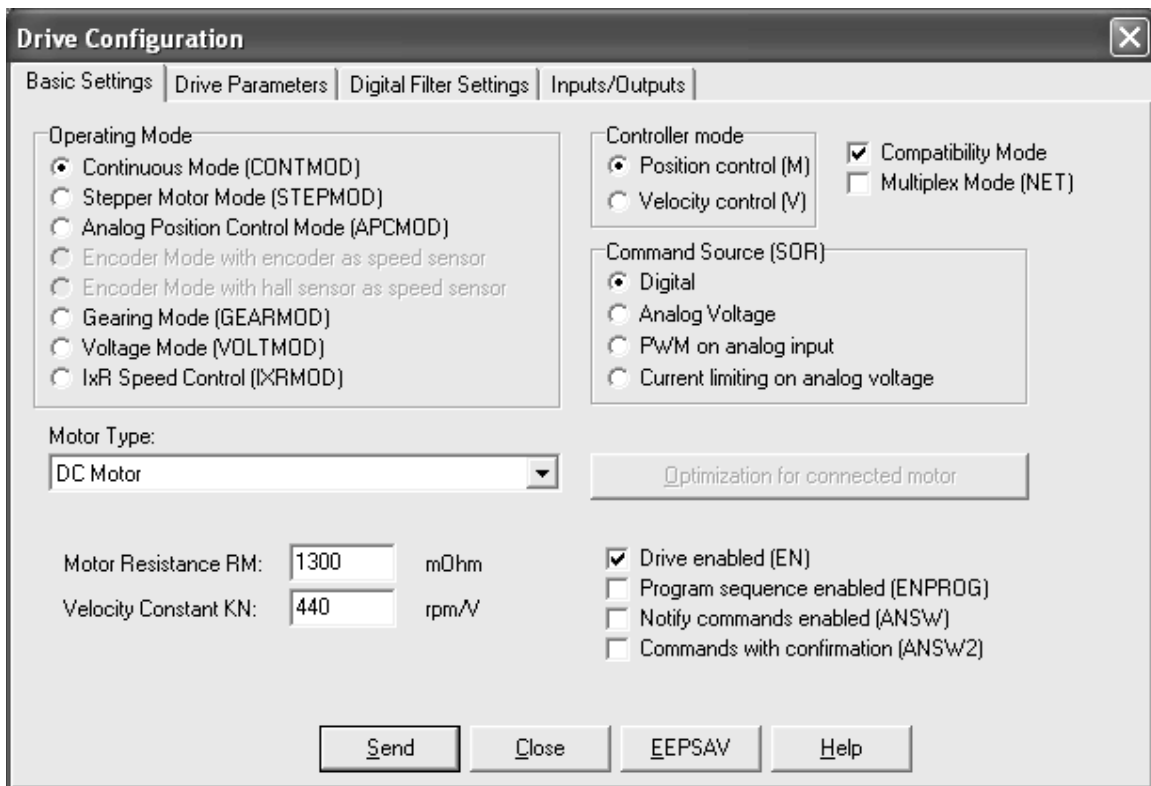 Drive Configuration
Basic Settings
Drive Parameters
Digital Filter Settings
Inputs/Outputs
Operating Mode
Continuous Mode (CONTMOD)
Stepper Motor Mode (STEPMOD)
Analog Position Control Mode (APCMOD)
Encoder Mode with encoder as speed sensor
Encoder Mode with hall sensor as speed sensor
Gearing Mode (GEARMOD)
Voltage Mode (VOLTMOD)
IxR Speed Control (IXRMOD)
Controller mode
Position control (M)
Velocity control (V)
Compatibility Mode
Multiplex Mode (NET)
Command Source (SOR)
Digital
Analog Voltage
PWM on analog input
Current limiting on analog voltage
Motor Type:
DC Motor
Optimization for connected motor
Motor Resistance RM: 1300 mOhm
Velocity Constant KN: 440 rpm/V
Drive enabled (EN)
Program sequence enabled (ENPROG)
Notify commands enabled (ANSW)
Commands with confirmation (ANSW2)
Send
Close
EEPSAV
Help